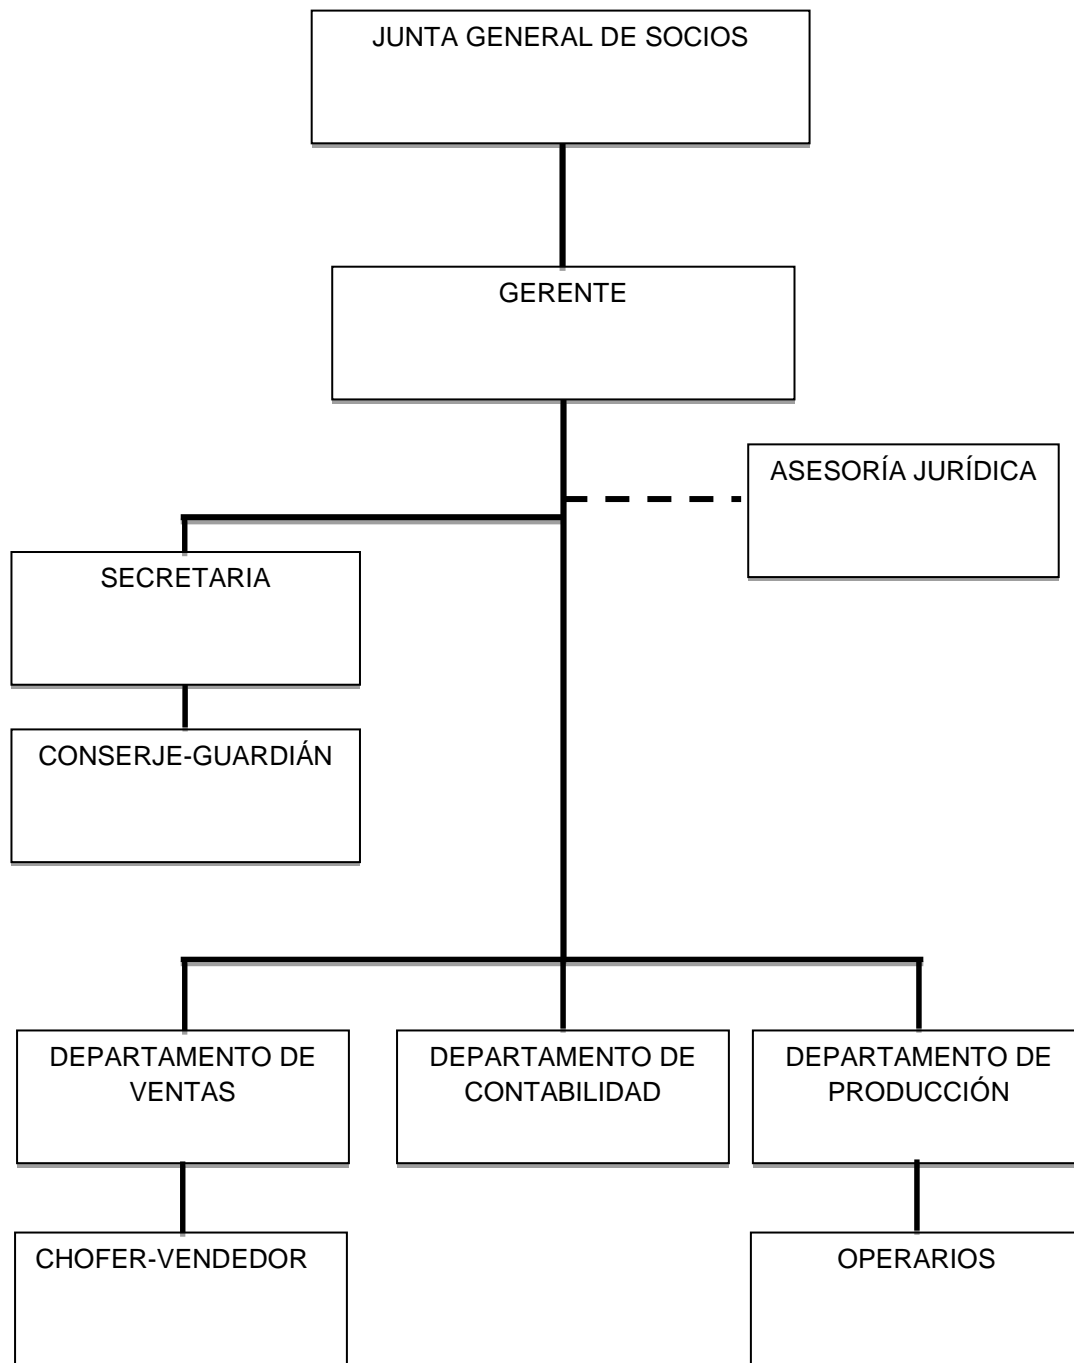 JUNTA GENERAL DE SOCIOS
GERENTE
ASESORÍA JURÍDICA
SECRETARIA
CONSERJE-GUARDIÁN
DEPARTAMENTO DE
VENTAS
DEPARTAMENTO DE
CONTABILIDAD
DEPARTAMENTO DE
PRODUCCIÓN
CHOFER-VENDEDOR
OPERARIOS